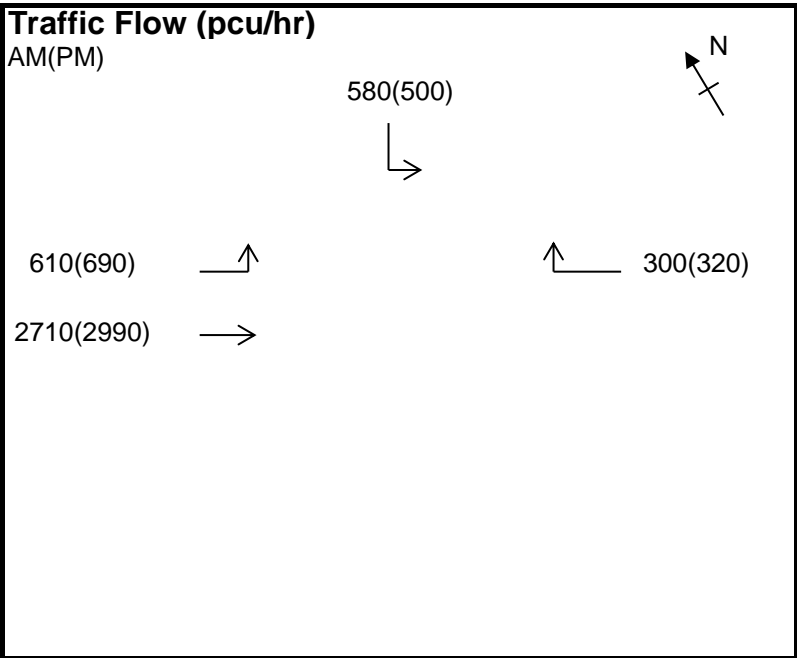 Traffic Flow (pcu/hr)
AM(PM)
N
580(500)
610(690)
300(320)
2710(2990)